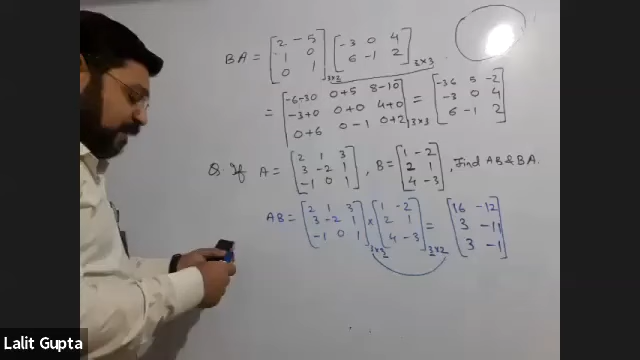 BA = [2 -5; 1 0; 0 1]3×2 [-3 0 4; 6 -1 2]3×3
= [-6-30 0+5 8-10; -3+0 0+0 4+0; 0+6 0-1 0+2]3×3 = [-36 5 -2; -3 0 4; 6 -1 2]
Q. If A = [2 1 3; 3 -2 1; -1 0 1], B = [1 -2; 2 1; 4 -3], Find AB & BA.
AB = [2 1 3; 3 -2 1; -1 0 1]3×3 × [1 -2; 2 1; 4 -3]3×2 = [16 -12; 3 -11; 3 -1]
Lalit Gupta